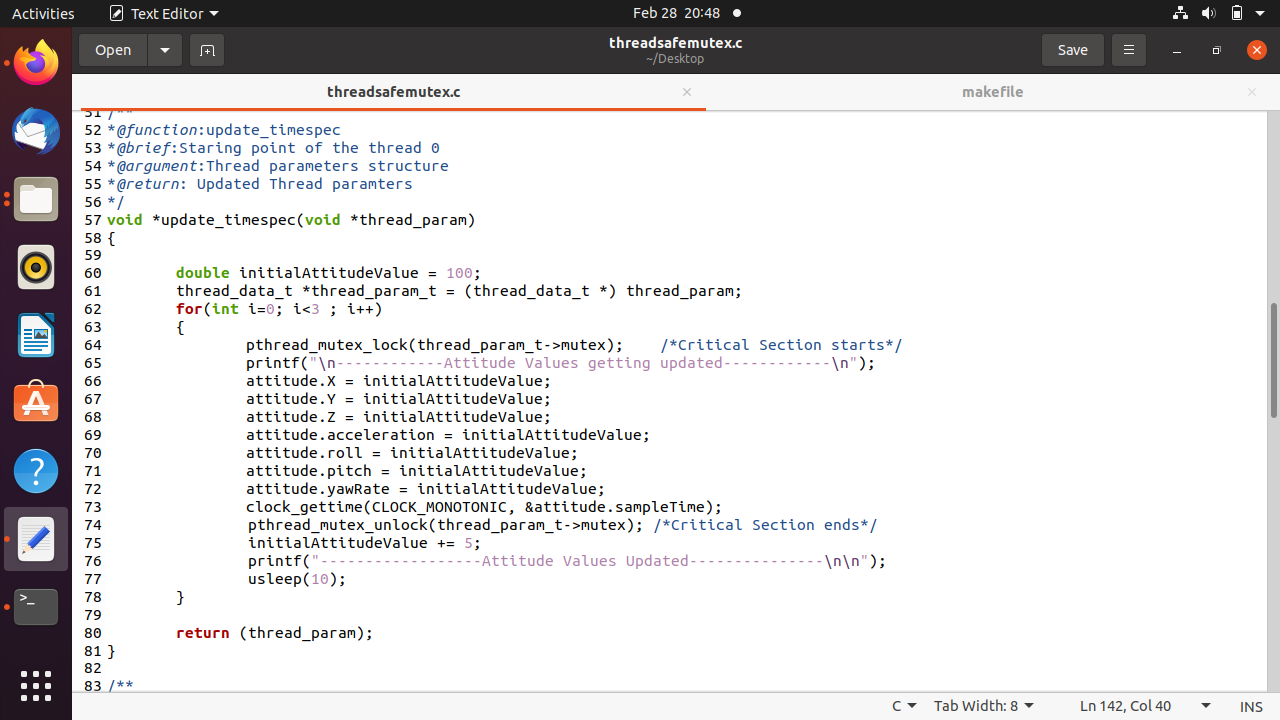 Activities Text Editor Feb 28 20:48
Open threadsafemutex.c Save
~/Desktop
threadsafemutex.c makefile
51 /**
52 *@function:update_timespec
53 *@brief:Staring point of the thread 0
54 *@argument:Thread parameters structure
55 *@return: Updated Thread paramters
56 */
57 void *update_timespec(void *thread_param)
58 {
59
60 double initialAttitudeValue = 100;
61 thread_data_t *thread_param_t = (thread_data_t *) thread_param;
62 for(int i=0; i<3 ; i++)
63 {
64 pthread_mutex_lock(thread_param_t->mutex); /*Critical Section starts*/
65 printf("\n------------Attitude Values getting updated------------\n");
66 attitude.X = initialAttitudeValue;
67 attitude.Y = initialAttitudeValue;
68 attitude.Z = initialAttitudeValue;
69 attitude.acceleration = initialAttitudeValue;
70 attitude.roll = initialAttitudeValue;
71 attitude.pitch = initialAttitudeValue;
72 attitude.yawRate = initialAttitudeValue;
73 clock_gettime(CLOCK_MONOTONIC, &attitude.sampleTime);
74 pthread_mutex_unlock(thread_param_t->mutex); /*Critical Section ends*/
75 initialAttitudeValue += 5;
76 printf("------------------Attitude Values Updated---------------\n\n");
77 usleep(10);
78 }
79
80 return (thread_param);
81 }
82
83 /**
C Tab Width: 8 Ln 142, Col 40 INS